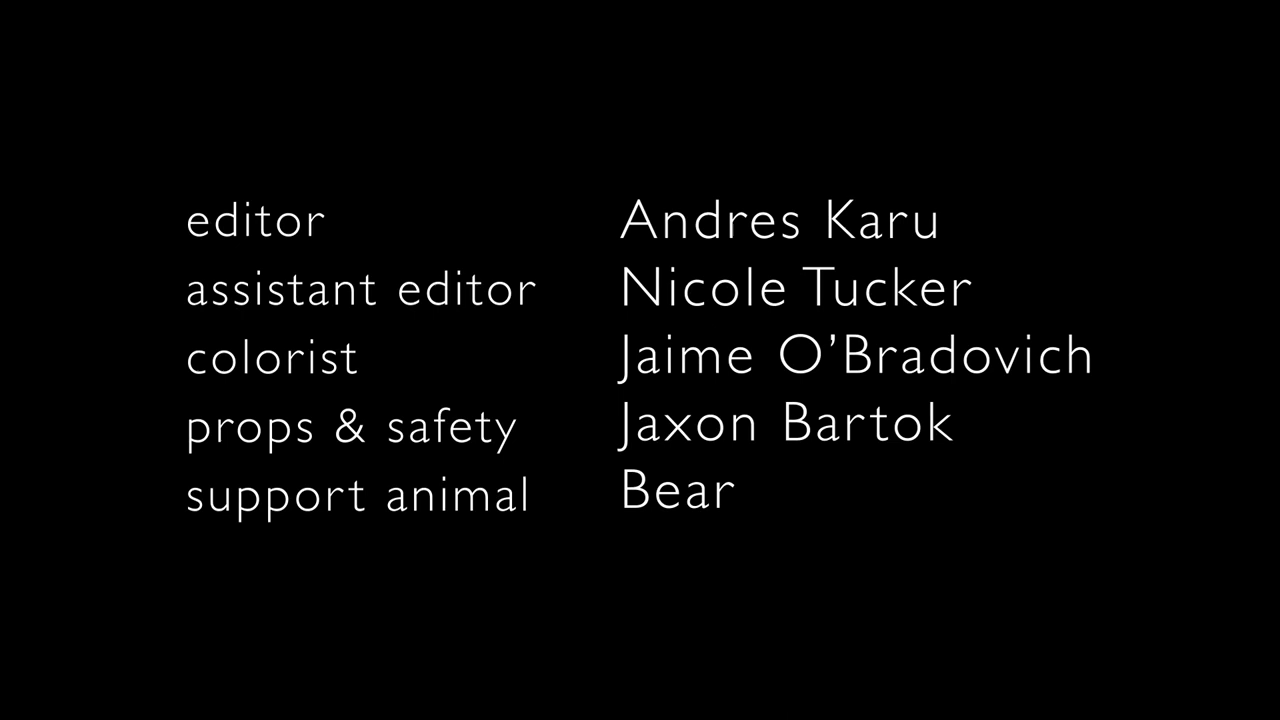 editor Andres Karu
assistant editor Nicole Tucker
colorist Jaime O’Bradovich
props & safety Jaxon Bartok
support animal Bear